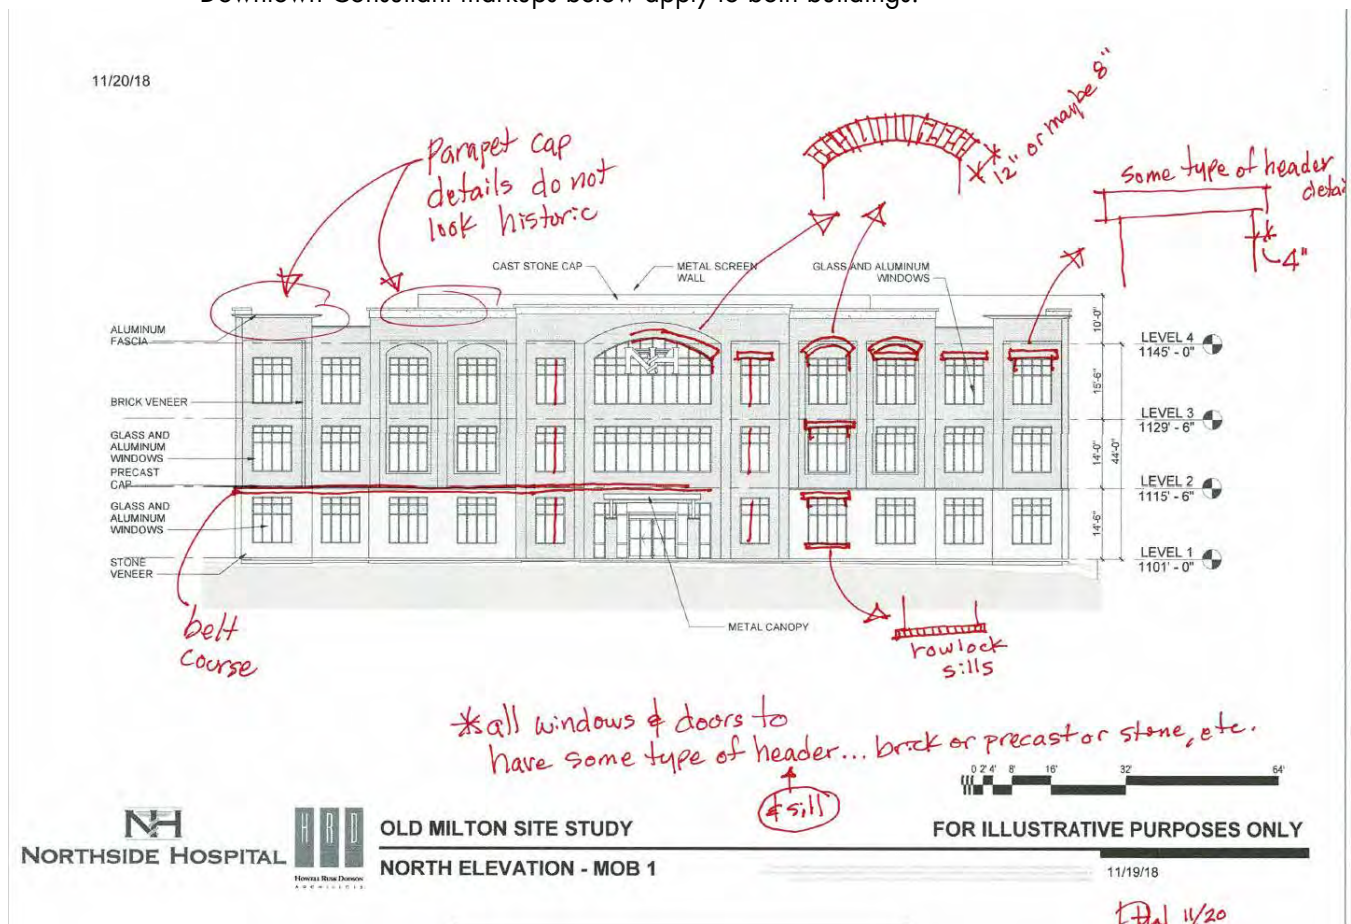 Downtown Consultant markups below apply to both buildings.
11/20/18
Parapet cap
details do not
look historic
12" or maybe 8"
Some type of header
detai
4"
CAST STONE CAP
METAL SCREEN
WALL
GLASS AND ALUMINUM
WINDOWS
ALUMINUM
FASCIA
BRICK VENEER
GLASS AND
ALUMINUM
WINDOWS
PRECAST
CAP
GLASS AND
ALUMINUM
WINDOWS
STONE
VENEER
10'-0"
15'-6"
14'-0"
44'-0"
14'-6"
LEVEL 4
1145' - 0"
LEVEL 3
1129' - 6"
LEVEL 2
1115' - 6"
LEVEL 1
1101' - 0"
METAL CANOPY
belt
course
rowlock
sills
*all windows & doors to
have some type of header... brick or precast or stone, etc.
& sill
0 2' 4' 8' 16' 32' 64'
NH
NORTHSIDE HOSPITAL
HRD
HOWELL RUSK DODSON
ARCHITECTS
OLD MILTON SITE STUDY
FOR ILLUSTRATIVE PURPOSES ONLY
NORTH ELEVATION - MOB 1
11/19/18
11/20